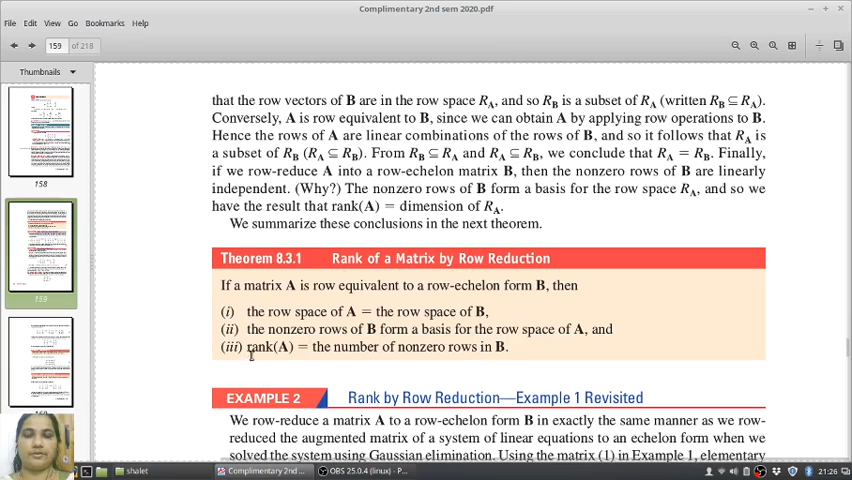 Complimentary 2nd sem 2020.pdf
File Edit View Go Bookmarks Help
159 of 218
Thumbnails
158
159
that the row vectors of B are in the row space R_A, and so R_B is a subset of R_A (written R_B ⊆ R_A).
Conversely, A is row equivalent to B, since we can obtain A by applying row operations to B.
Hence the rows of A are linear combinations of the rows of B, and so it follows that R_A is
a subset of R_B (R_A ⊆ R_B). From R_B ⊆ R_A and R_A ⊆ R_B, we conclude that R_A = R_B. Finally,
if we row-reduce A into a row-echelon matrix B, then the nonzero rows of B are linearly
independent. (Why?) The nonzero rows of B form a basis for the row space R_A, and so we
have the result that rank(A) = dimension of R_A.
We summarize these conclusions in the next theorem.
Theorem 8.3.1 Rank of a Matrix by Row Reduction
If a matrix A is row equivalent to a row-echelon form B, then
(i) the row space of A = the row space of B,
(ii) the nonzero rows of B form a basis for the row space of A, and
(iii) rank(A) = the number of nonzero rows in B.
EXAMPLE 2 Rank by Row Reduction—Example 1 Revisited
We row-reduce a matrix A to a row-echelon form B in exactly the same manner as we row-
reduced the augmented matrix of a system of linear equations to an echelon form when we
solved the system using Gaussian elimination. Using the matrix (1) in Example 1, elementary
shalet
Complimentary 2nd ...
OBS 25.0.4 (linux) - P...
21:26